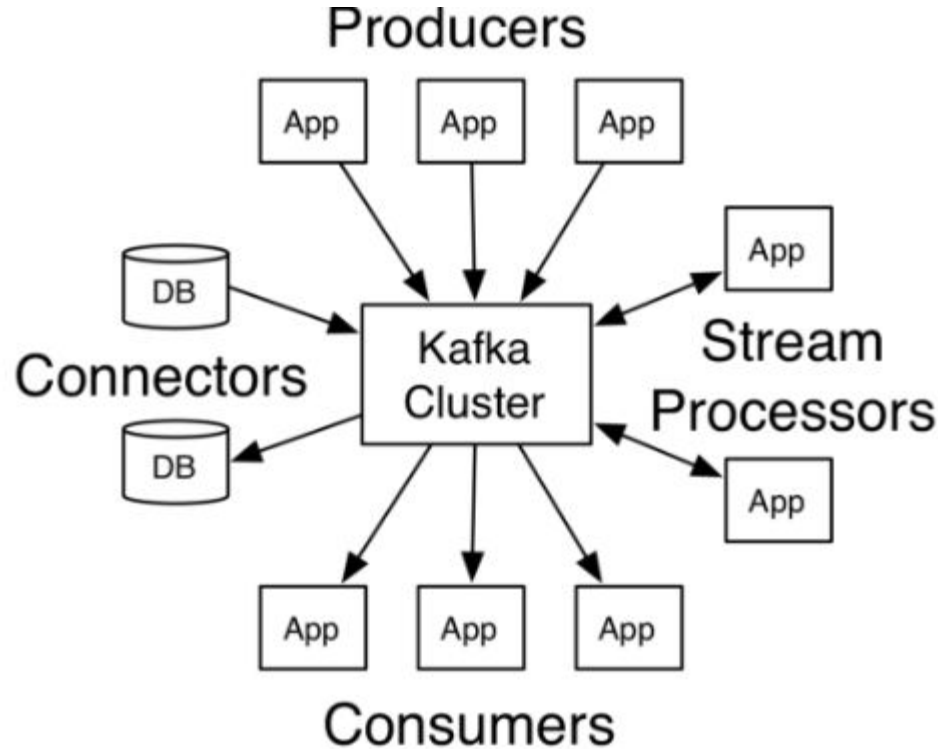 Producers
App
App
App
DB
App
Kafka
Cluster
Stream
Processors
Connectors
DB
App
App
App
App
Consumers